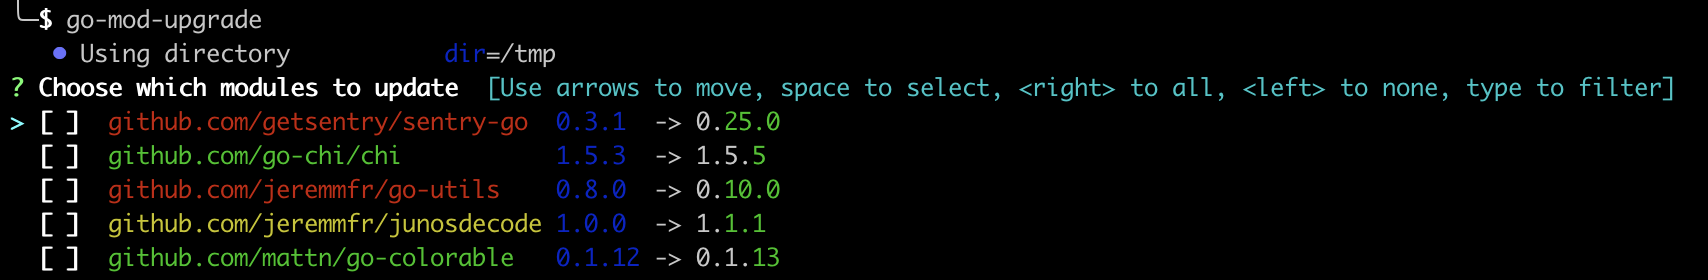 $ go-mod-upgrade
• Using directory dir=/tmp
? Choose which modules to update [Use arrows to move, space to select, <right> to all, <left> to none, type to filter]
> [ ] github.com/getsentry/sentry-go 0.3.1 -> 0.25.0
[ ] github.com/go-chi/chi 1.5.3 -> 1.5.5
[ ] github.com/jeremmfr/go-utils 0.8.0 -> 0.10.0
[ ] github.com/jeremmfr/junosdecode 1.0.0 -> 1.1.1
[ ] github.com/mattn/go-colorable 0.1.12 -> 0.1.13